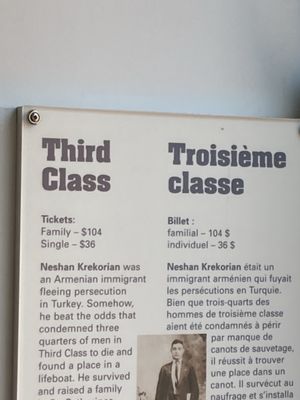 Third
Class
Tickets:
Family – $104
Single – $36
Neshan Krekorian was
an Armenian immigrant
fleeing persecution
in Turkey. Somehow,
he beat the odds that
condemned three
quarters of men in
Third Class to die and
found a place in a
lifeboat. He survived
and raised a family
Troisième
classe
Billet :
familial – 104 $
individuel – 36 $
Neshan Krekorian était un
immigrant arménien qui fuyait
les persécutions en Turquie.
Bien que trois-quarts des
hommes de troisième classe
aient été condamnés à périr
par manque de
canots de sauvetage,
il réussit à trouver
une place dans un
canot. Il survécut au
naufrage et s'installa